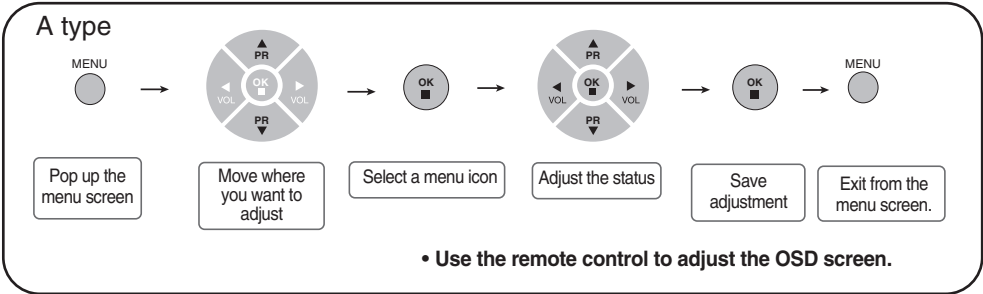 A type
MENU
▲
PR
◄ OK ►
VOL ■ VOL
PR
▼
OK
■
▲
PR
◄ OK ►
VOL ■ VOL
PR
▼
OK
■
MENU
Pop up the
menu screen
Move where
you want to
adjust
Select a menu icon
Adjust the status
Save
adjustment
Exit from the
menu screen.
• Use the remote control to adjust the OSD screen.